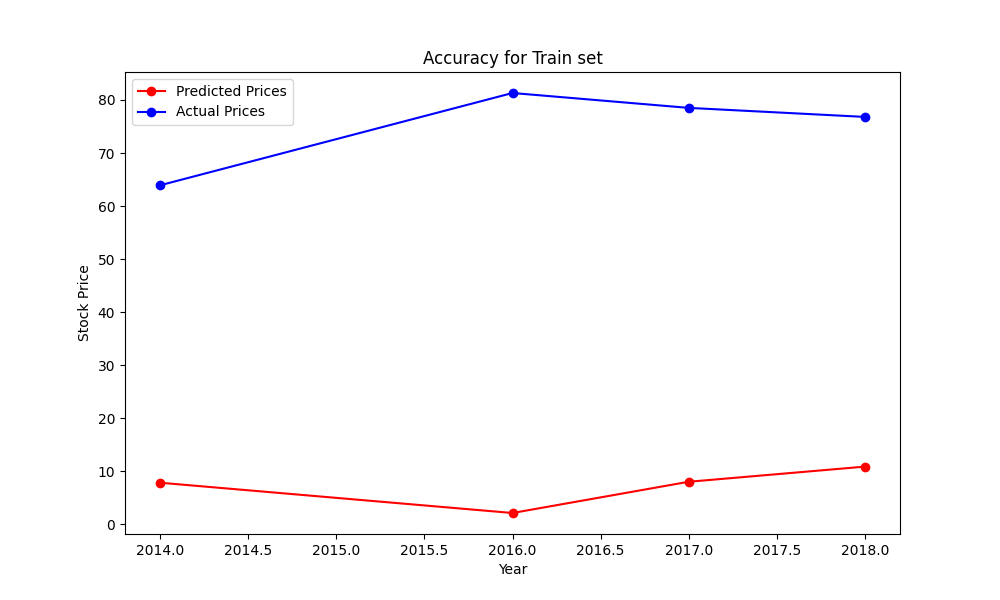 Accuracy for Train set
Predicted Prices
Actual Prices
80
70
60
50
40
30
20
10
0
Stock Price
2014.0 2014.5 2015.0 2015.5 2016.0 2016.5 2017.0 2017.5 2018.0
Year